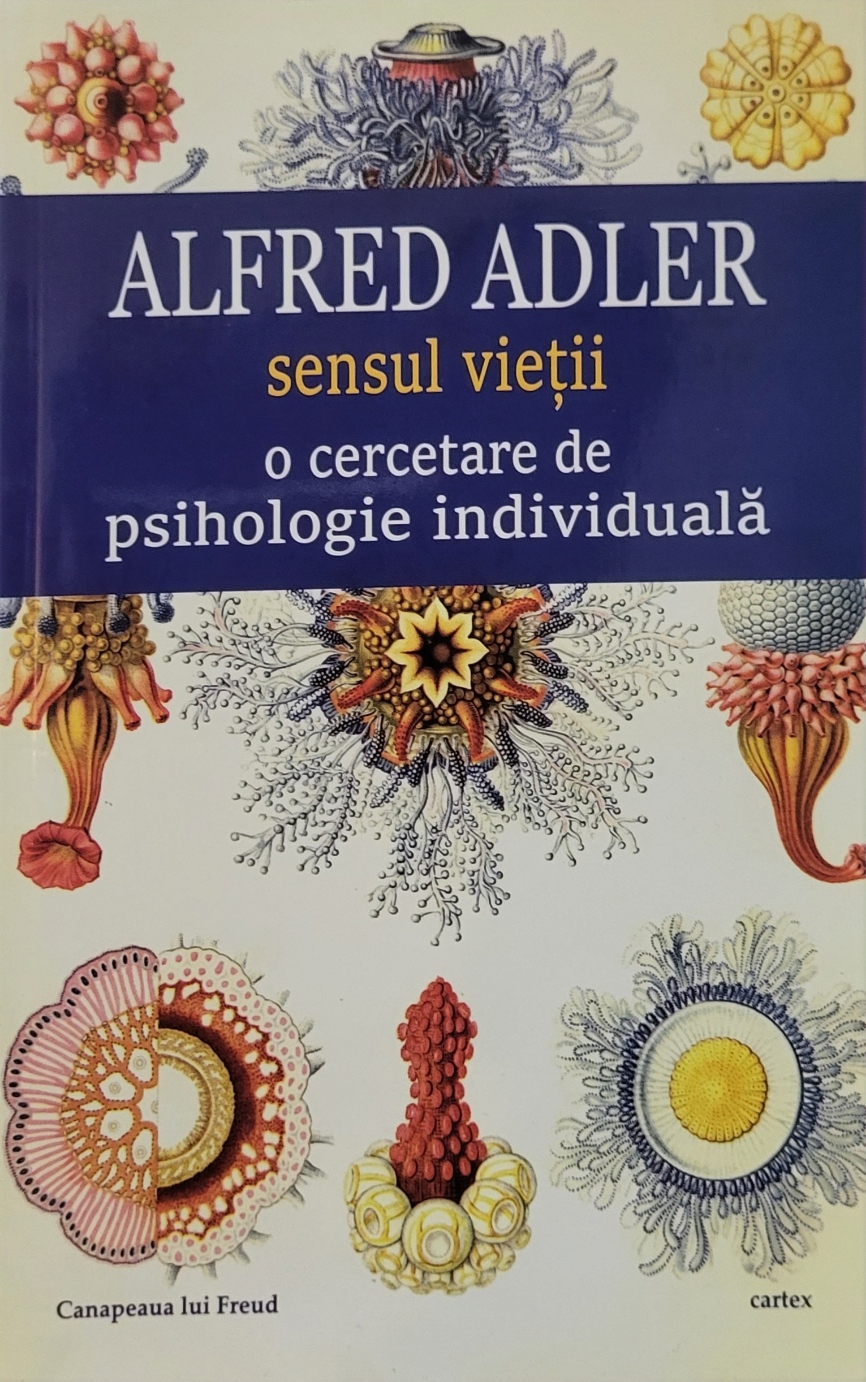 ALFRED ADLER
sensul vieții
o cercetare de
psihologie individuală
Canapeaua lui Freud
cartex